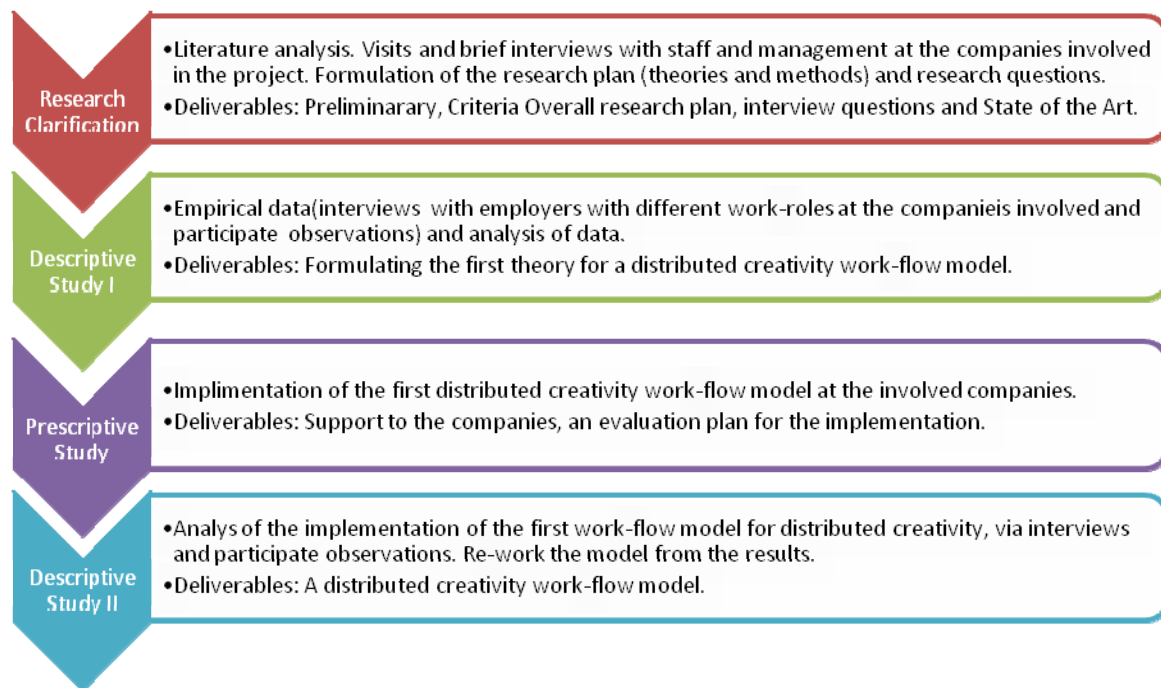 Research
Clarification
•Literature analysis. Visits and brief interviews with staff and management at the companies involved
in the project. Formulation of the research plan (theories and methods) and research questions.
•Deliverables: Preliminarary, Criteria Overall research plan, interview questions and State of the Art.
Descriptive
Study I
•Empirical data(interviews with employers with different work-roles at the companieis involved and
participate observations) and analysis of data.
•Deliverables: Formulating the first theory for a distributed creativity work-flow model.
Prescriptive
Study
•Implimentation of the first distributed creativity work-flow model at the involved companies.
•Deliverables: Support to the companies, an evaluation plan for the implementation.
Descriptive
Study II
•Analys of the implementation of the first work-flow model for distributed creativity, via interviews
and participate observations. Re-work the model from the results.
•Deliverables: A distributed creativity work-flow model.